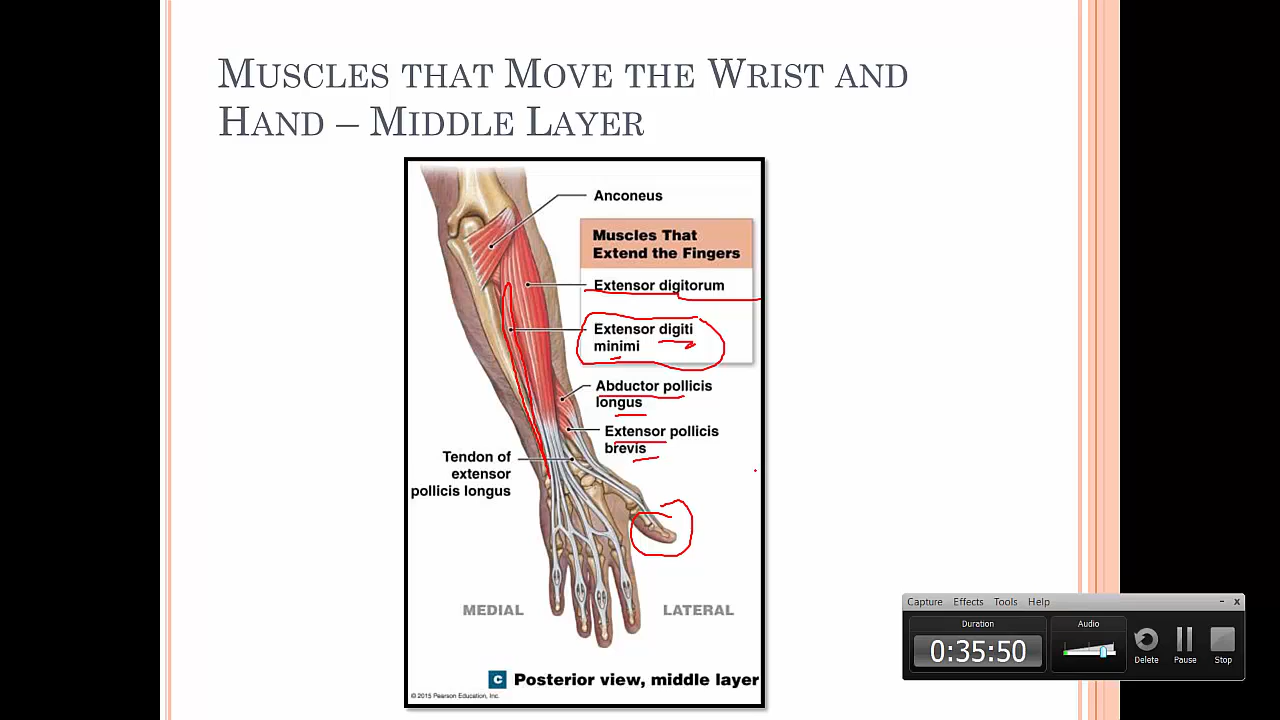 MUSCLES THAT MOVE THE WRIST AND
HAND – MIDDLE LAYER
Anconeus
Muscles That
Extend the Fingers
Extensor digitorum
Extensor digiti
minimi
Abductor pollicis
longus
Extensor pollicis
brevis
Tendon of
extensor
pollicis longus
MEDIAL
LATERAL
C Posterior view, middle layer
© 2015 Pearson Education, Inc.
Capture Effects Tools Help
Duration
Audio
0:35:50
Delete
Pause
Stop